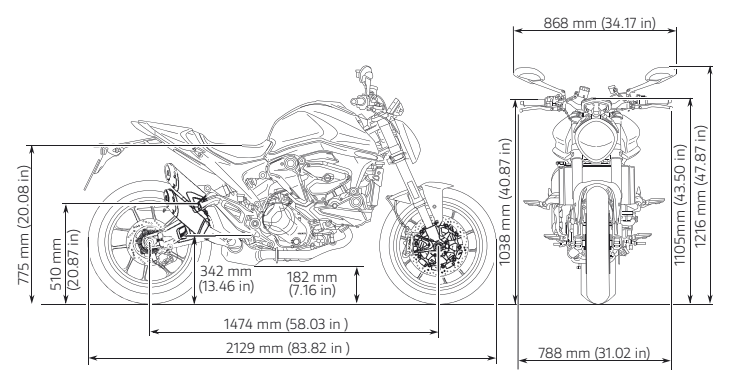 868 mm (34.17 in)
775 mm (20.08 in)
510 mm
(20.87 in)
342 mm
(13.46 in)
182 mm
(7.16 in)
1474 mm (58.03 in )
2129 mm (83.82 in )
1038 mm (40.87 in)
1105mm (43.50 in)
1216 mm (47.87 in)
788 mm (31.02 in)